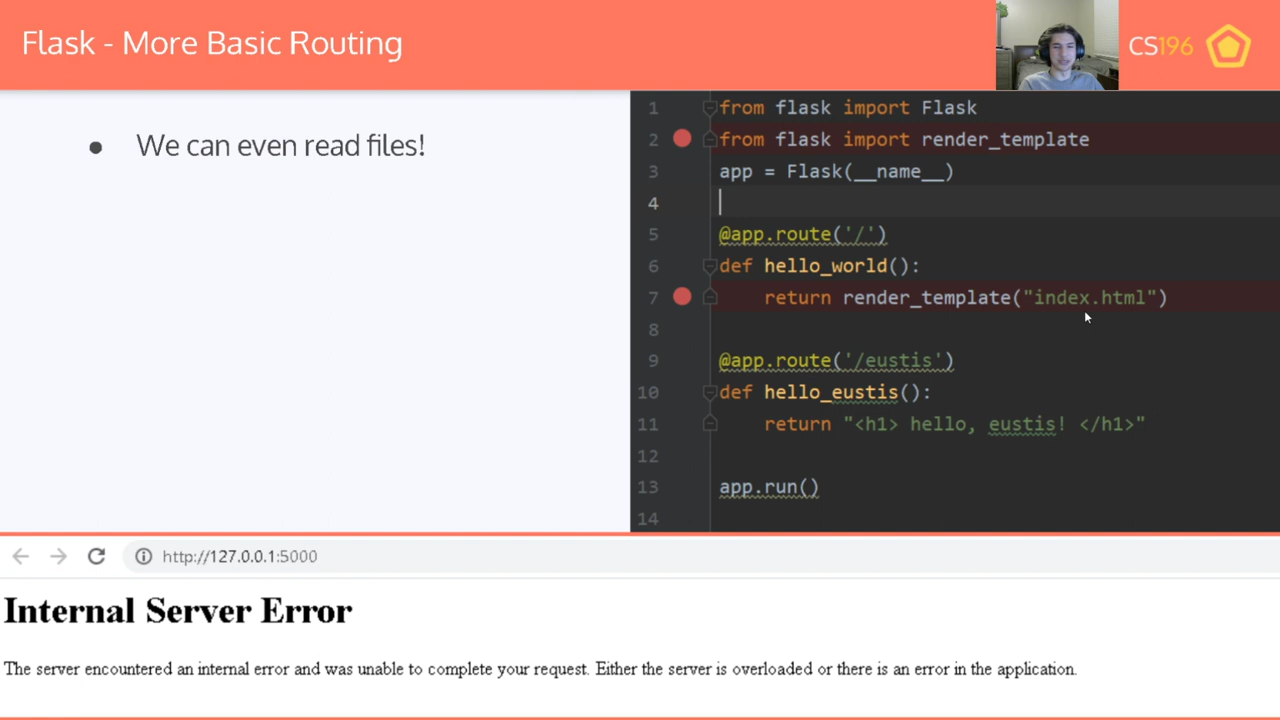 Flask - More Basic Routing
CS196
● We can even read files!
1 from flask import Flask
2 from flask import render_template
3 app = Flask(__name__)
4
5 @app.route('/')
6 def hello_world():
7 return render_template("index.html")
8
9 @app.route('/eustis')
10 def hello_eustis():
11 return "<h1> hello, eustis! </h1>"
12
13 app.run()
14
http://127.0.0.1:5000
Internal Server Error
The server encountered an internal error and was unable to complete your request. Either the server is overloaded or there is an error in the application.